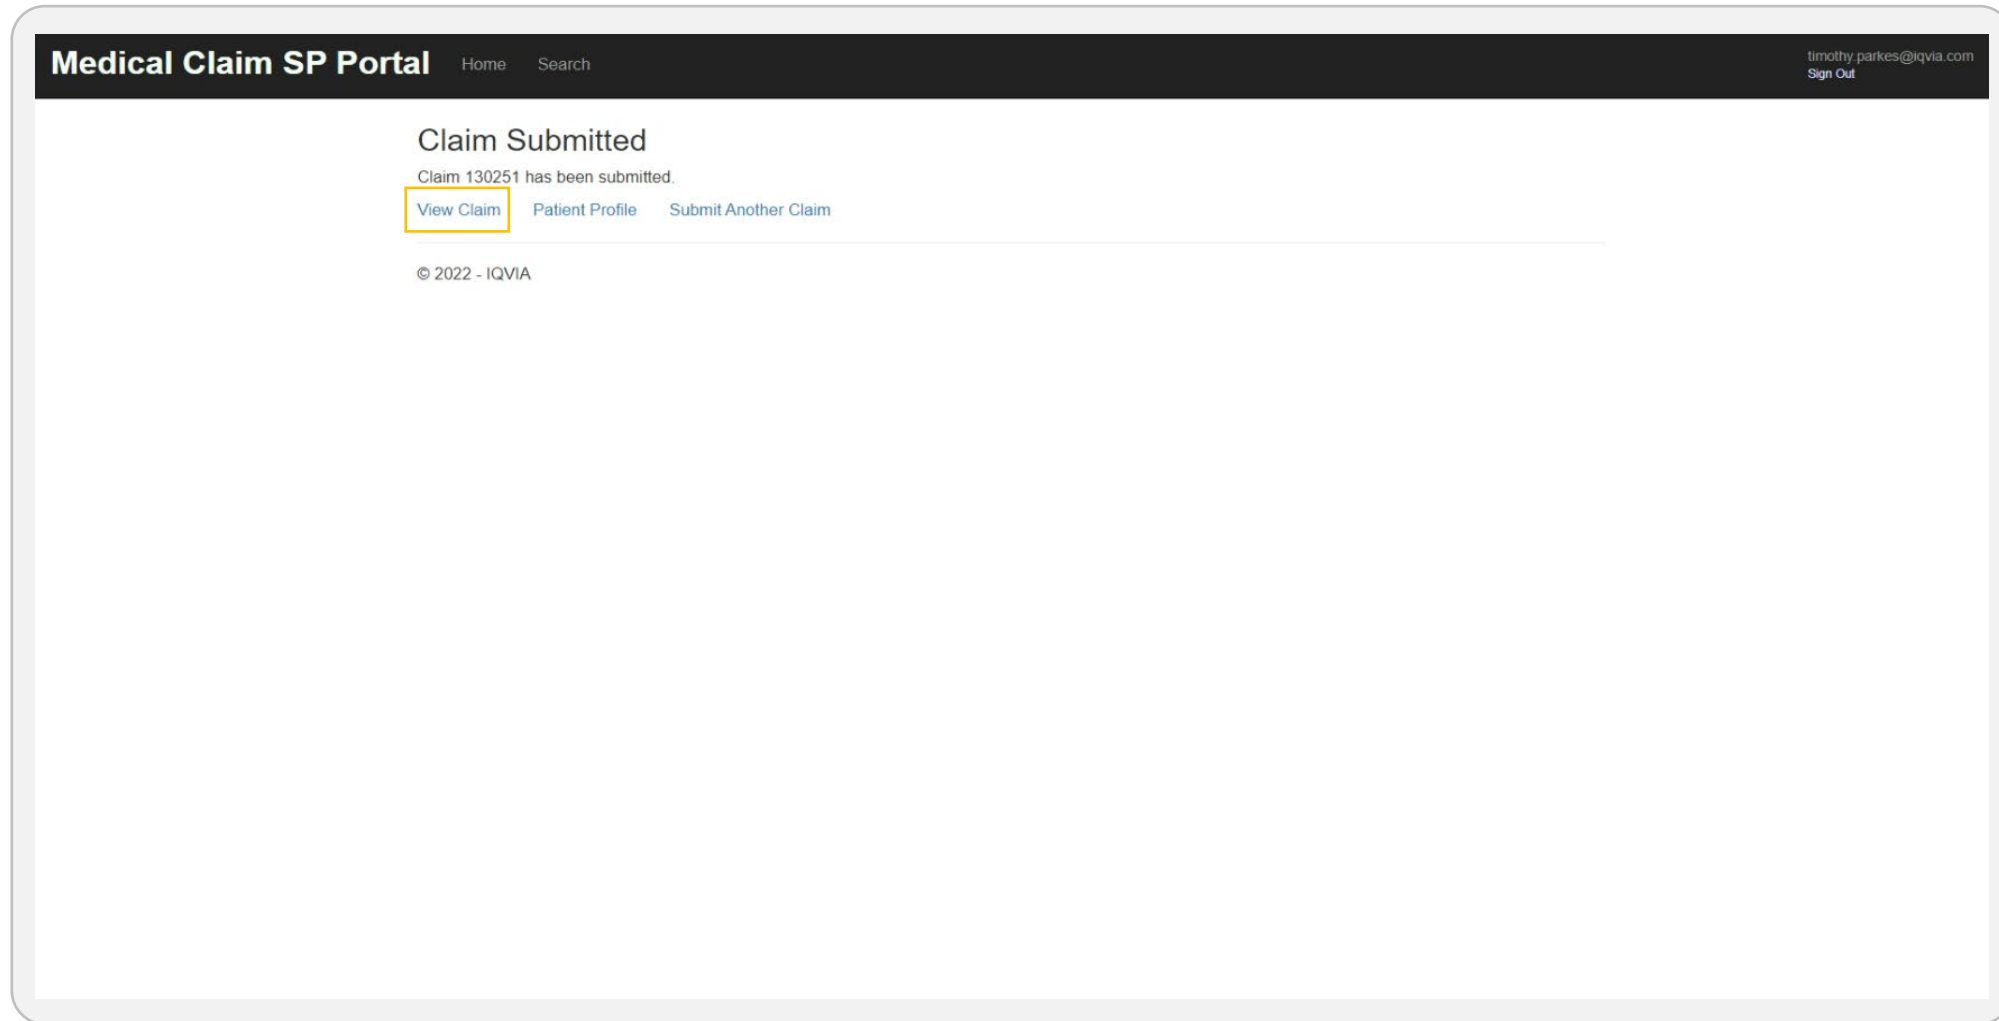 Medical Claim SP Portal Home Search
timothy.parkes@iqvia.com
Sign Out
Claim Submitted
Claim 130251 has been submitted.
View Claim Patient Profile Submit Another Claim
© 2022 - IQVIA